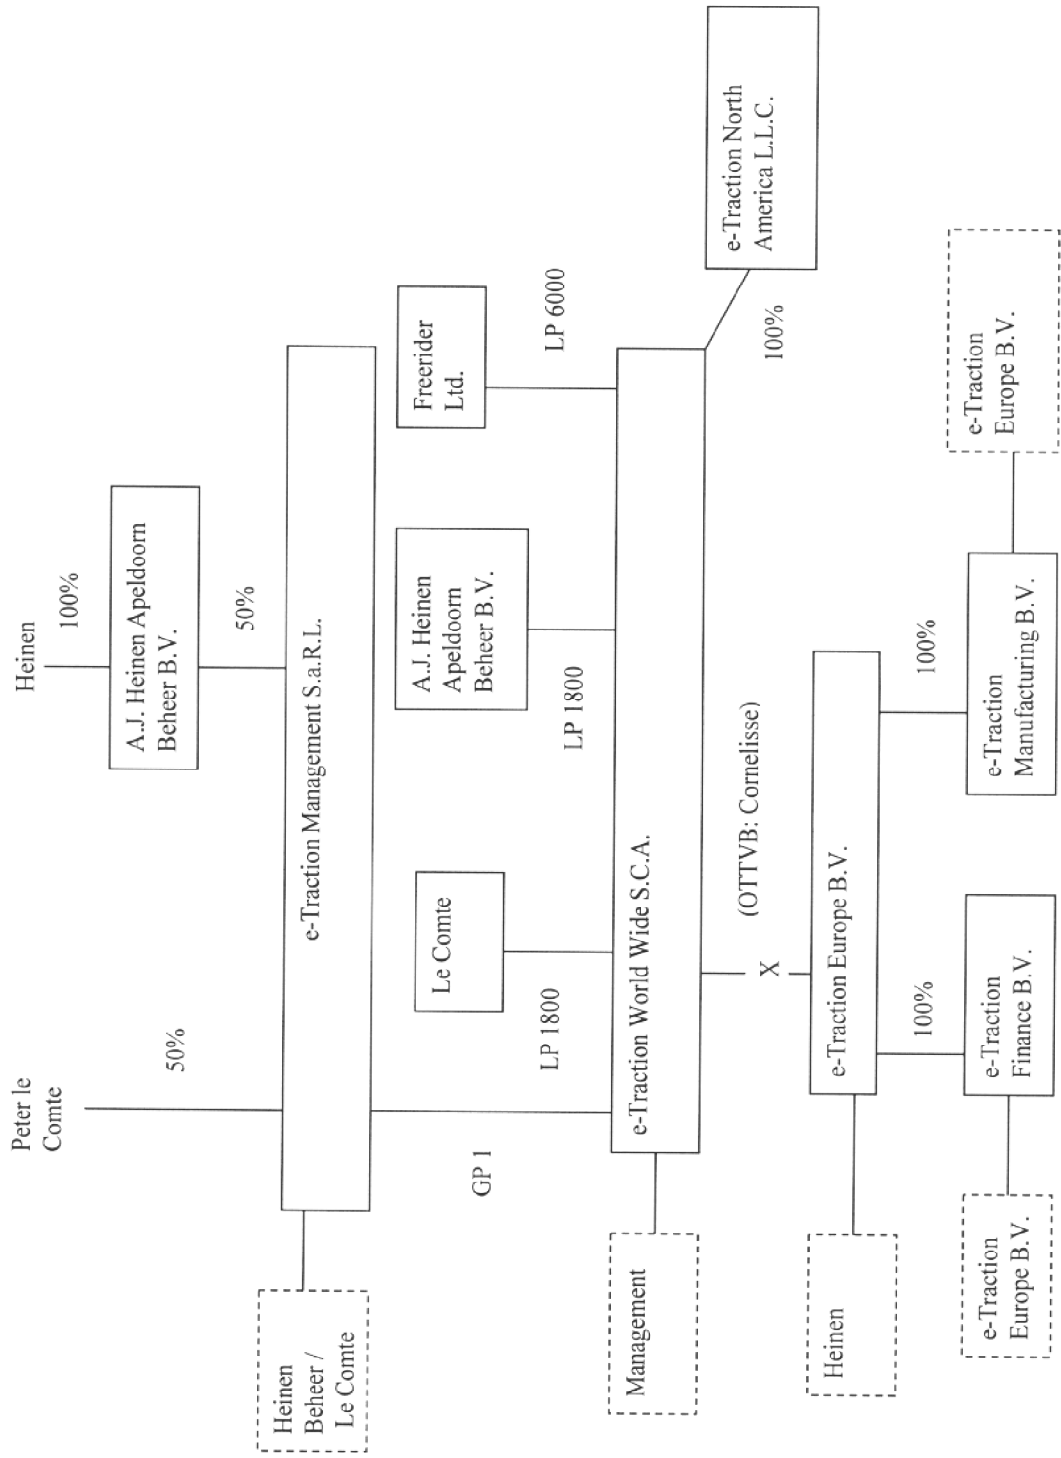 Peter le
Comte
Heinen
50%
100%
A.J. Heinen Apeldoorn
Beheer B.V.
50%
Heinen
Beheer /
Le Comte
e-Traction Management S.a.R.L.
GP 1
Le Comte
LP 1800
A.J. Heinen
Apeldoorn
Beheer B.V.
LP 1800
Freerider
Ltd.
LP 6000
Management
e-Traction World Wide S.C.A.
100%
e-Traction North
America L.L.C.
X
(OTTVB: Cornelisse)
Heinen
e-Traction Europe B.V.
100%
100%
e-Traction
Europe B.V.
e-Traction
Finance B.V.
e-Traction
Manufacturing B.V.
e-Traction
Europe B.V.